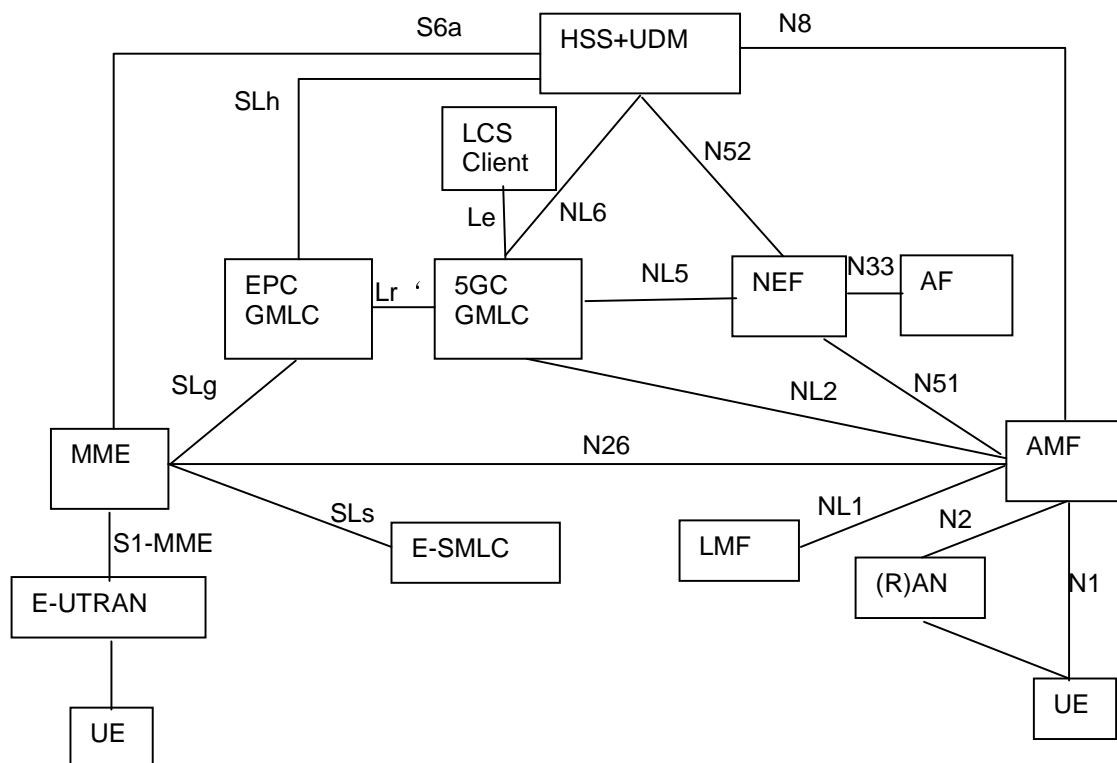 S6a
HSS+UDM
N8
SLh
LCS
Client
N52
Le
NL6
EPC
GMLC
Lr ‘
5GC
GMLC
NL5
NEF
N33
AF
SLg
NL2
N51
MME
N26
AMF
S1-MME
SLs
E-SMLC
LMF
NL1
N2
E-UTRAN
(R)AN
N1
UE
UE